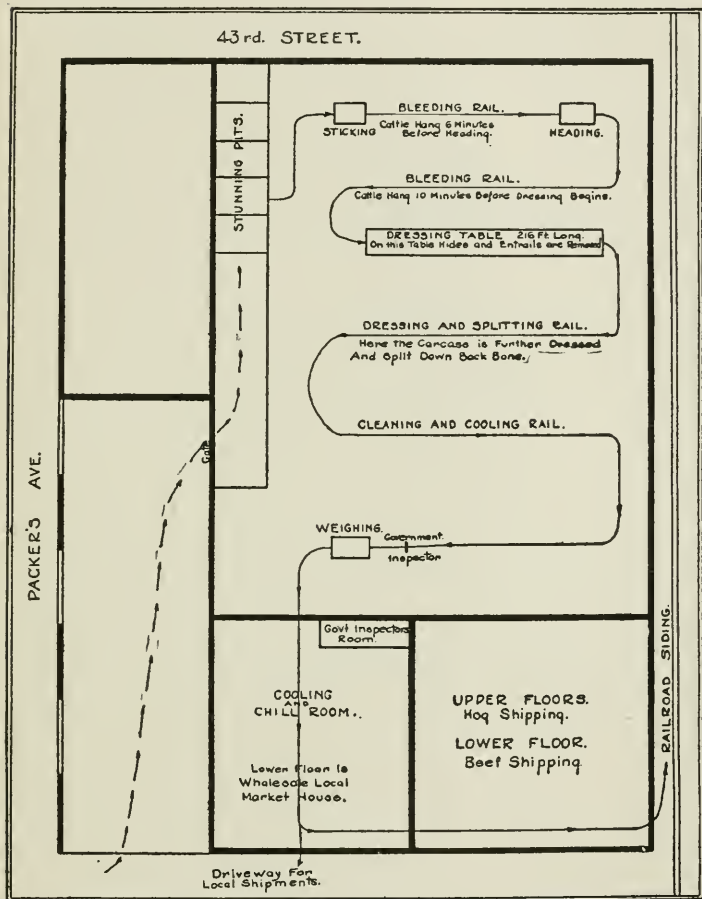 43rd. STREET.
STUNNING PITS.
STICKING
BLEEDING RAIL.
Cattle Hang 6 Minutes
Before Heading.
HEADING.
BLEEDING RAIL.
Cattle Hang 10 Minutes Before Dressing Begins.
DRESSING TABLE 216 Ft Long.
On this Table Hides and Entrails are Removed
DRESSING AND SPLITTING RAIL.
Here the Carcase is Further Dressed
And Split Down Back Bone.
CLEANING AND COOLING RAIL.
Gate
PACKER'S AVE.
WEIGHING.
Government
Inspector
Govt Inspectors
Room.
COOLING
AND
CHILL ROOM.
Lower Floor Is
Wholesale Local
Market House.
UPPER FLOORS.
Hog Shipping.
LOWER FLOOR.
Beef Shipping
RAILROAD SIDING.
Driveway For
Local Shipments.